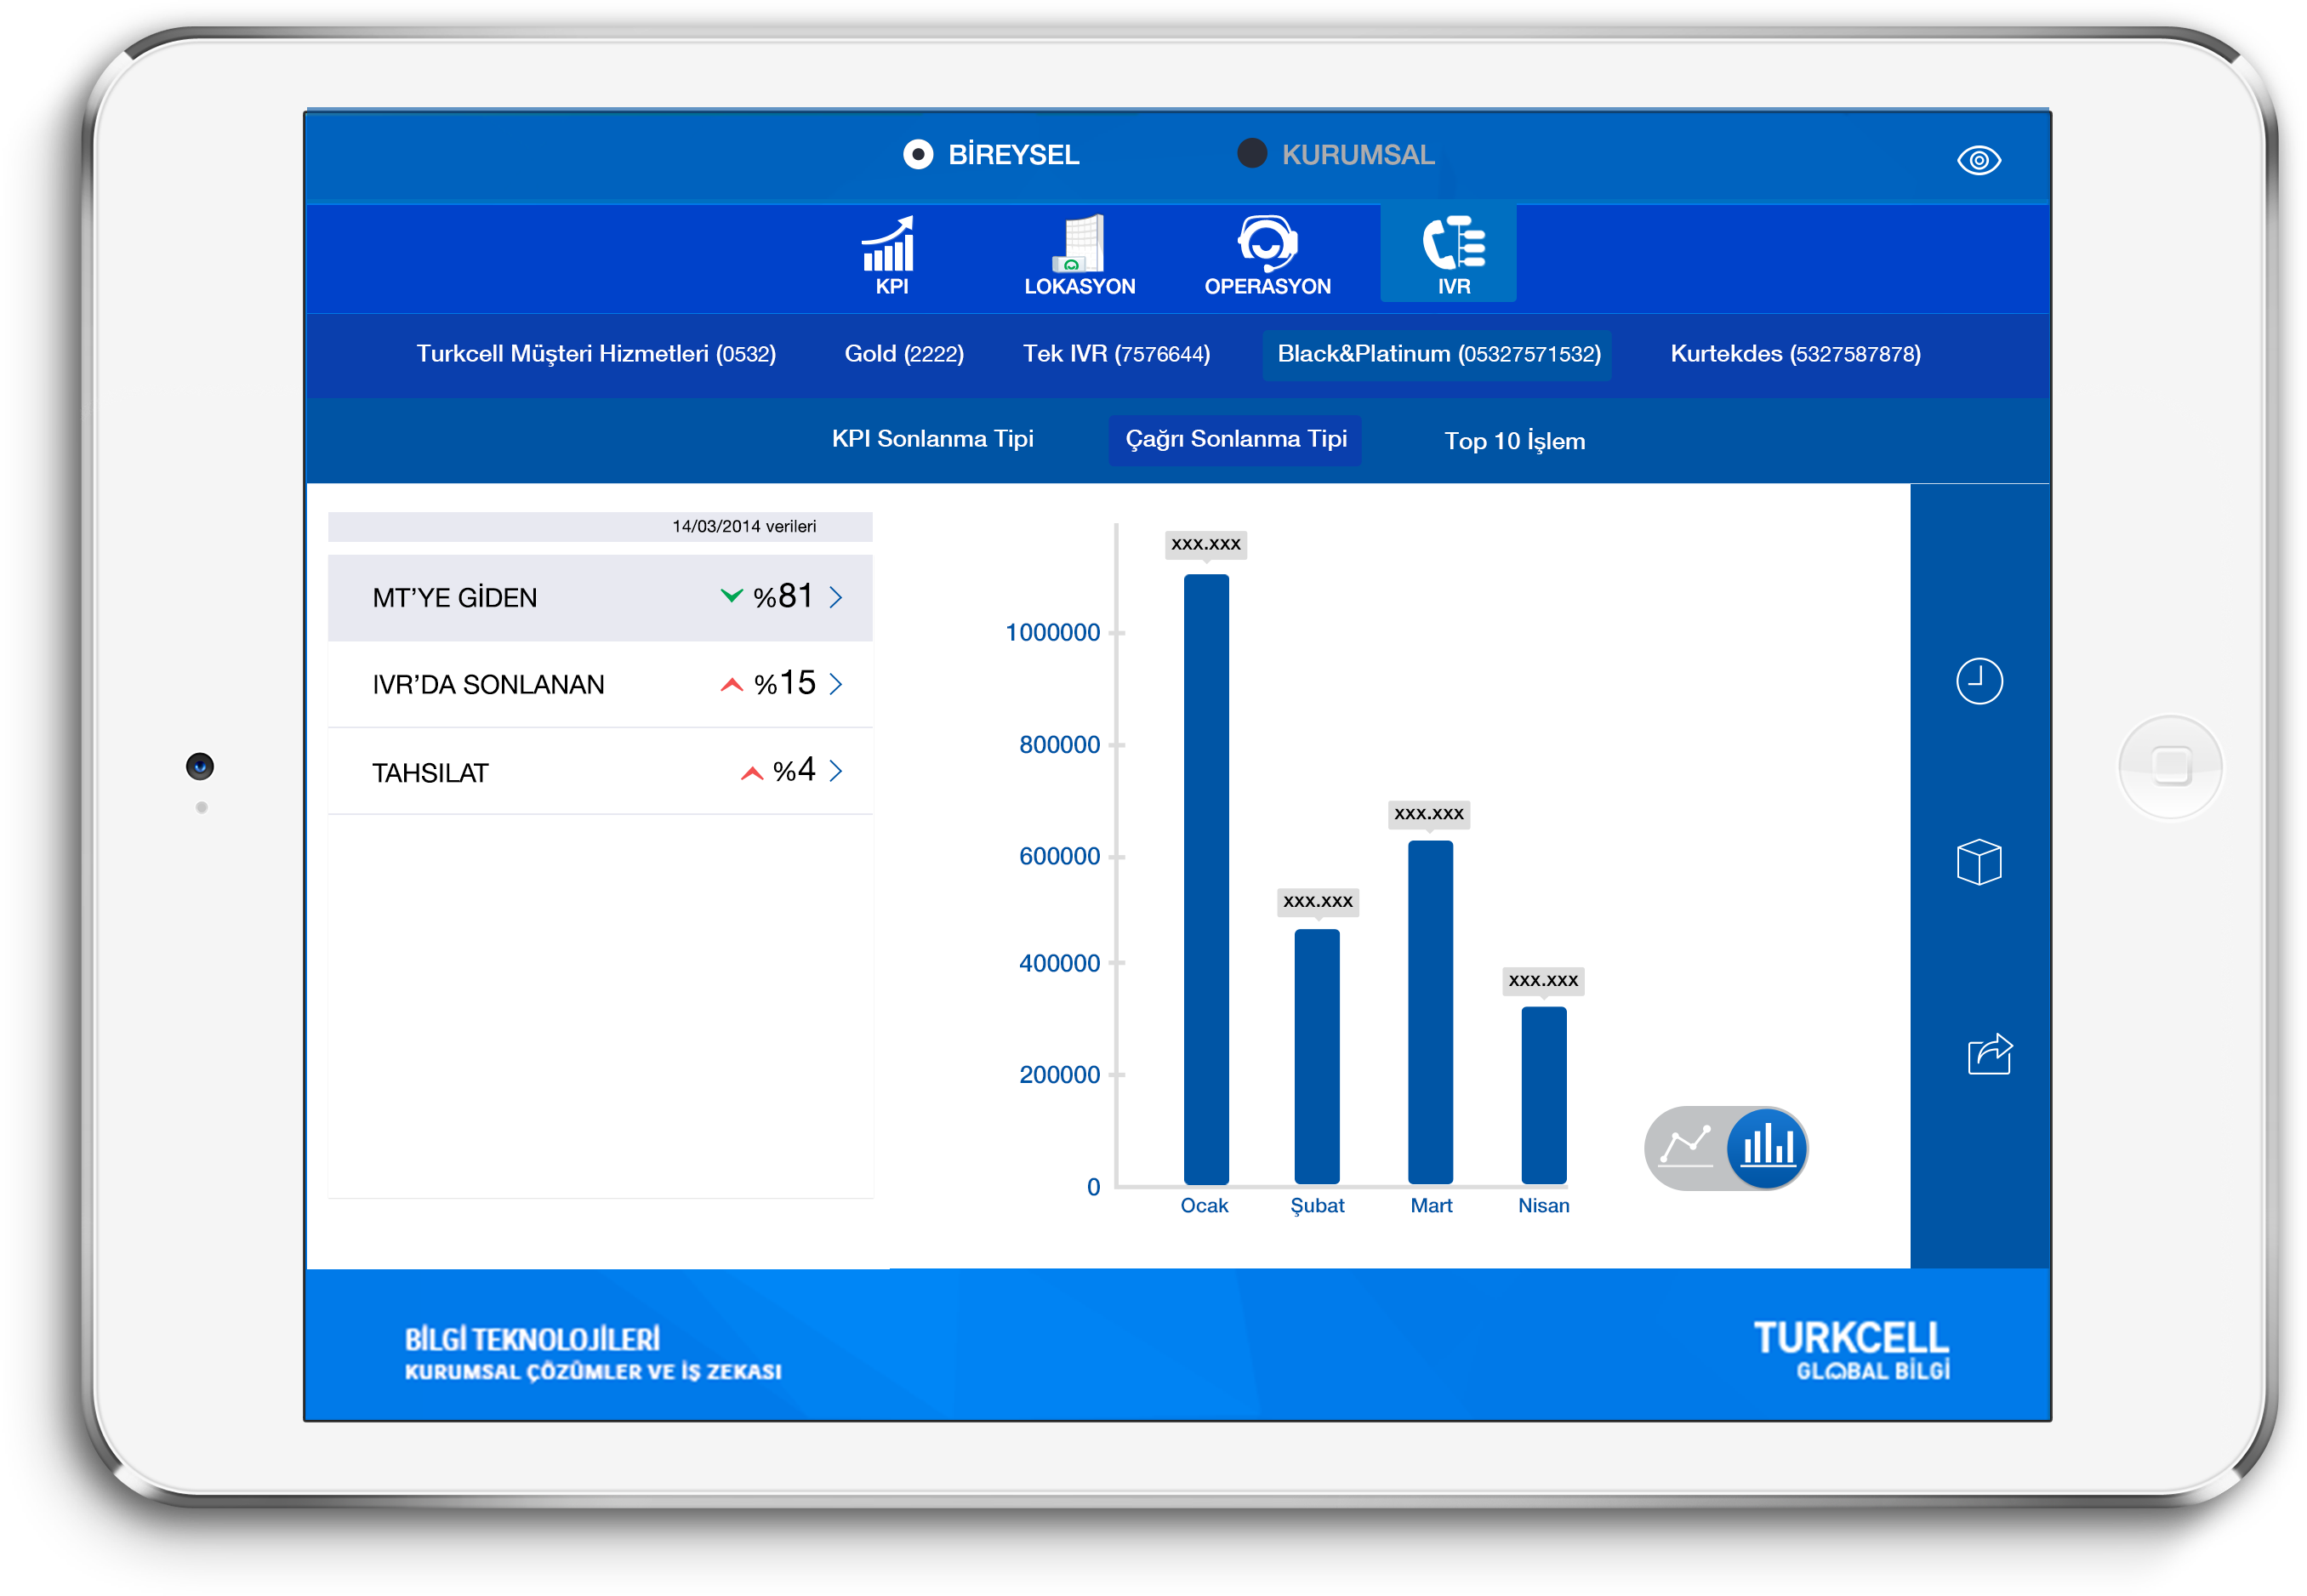 BİREYSEL KURUMSAL
KPI LOKASYON OPERASYON IVR
Turkcell Müşteri Hizmetleri (0532) Gold (2222) Tek IVR (7576644) Black&Platinum (05327571532) Kurtekdes (5327587878)
KPI Sonlanma Tipi Çağrı Sonlanma Tipi Top 10 İşlem
14/03/2014 verileri
MT'YE GİDEN %81
IVR'DA SONLANAN %15
TAHSILAT %4
xxx.xxx
1000000
800000
xxx.xxx
600000
xxx.xxx
400000
xxx.xxx
200000
0
Ocak Şubat Mart Nisan
BİLGİ TEKNOLOJİLERİ
KURUMSAL ÇÖZÜMLER VE İŞ ZEKASI
TURKCELL
GLOBAL BİLGİ